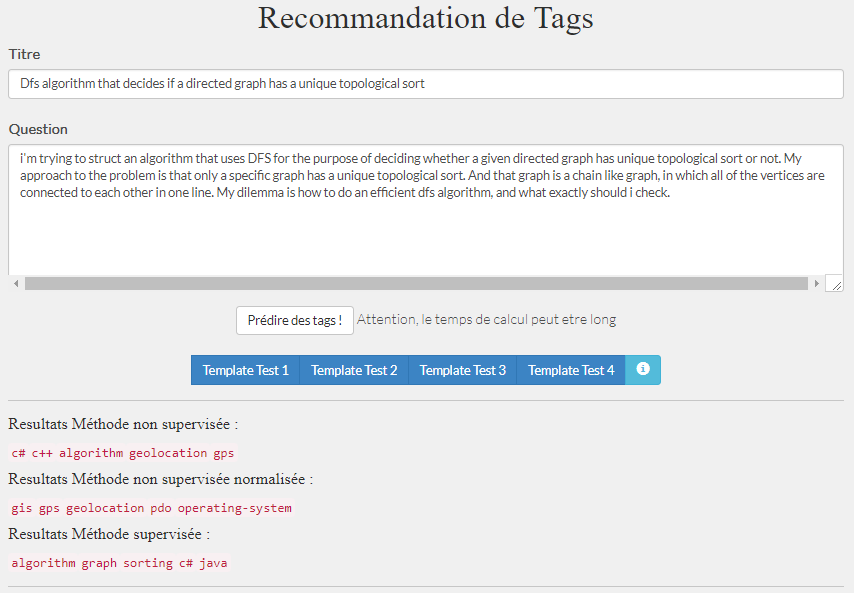 Recommandation de Tags
Titre
Dfs algorithm that decides if a directed graph has a unique topological sort
Question
i'm trying to struct an algorithm that uses DFS for the purpose of deciding whether a given directed graph has unique topological sort or not. My
approach to the problem is that only a specific graph has a unique topological sort. And that graph is a chain like graph, in which all of the vertices are
connected to each other in one line. My dilemma is how to do an efficient dfs algorithm, and what exactly should i check.
Prédire des tags ! Attention, le temps de calcul peut etre long
Template Test 1 Template Test 2 Template Test 3 Template Test 4
Resultats Méthode non supervisée :
c# c++ algorithm geolocation gps
Resultats Méthode non supervisée normalisée :
gis gps geolocation pdo operating-system
Resultats Méthode supervisée :
algorithm graph sorting c# java